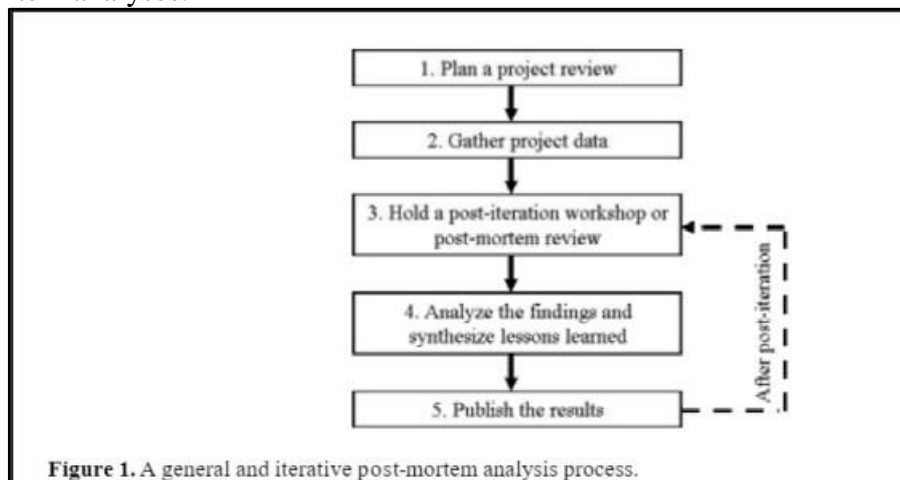 1. Plan a project review
2. Gather project data
3. Hold a post-iteration workshop or
post-mortem review
4. Analyze the findings and
synthesize lessons learned
5. Publish the results
After post-iteration
Figure 1. A general and iterative post-mortem analysis process.